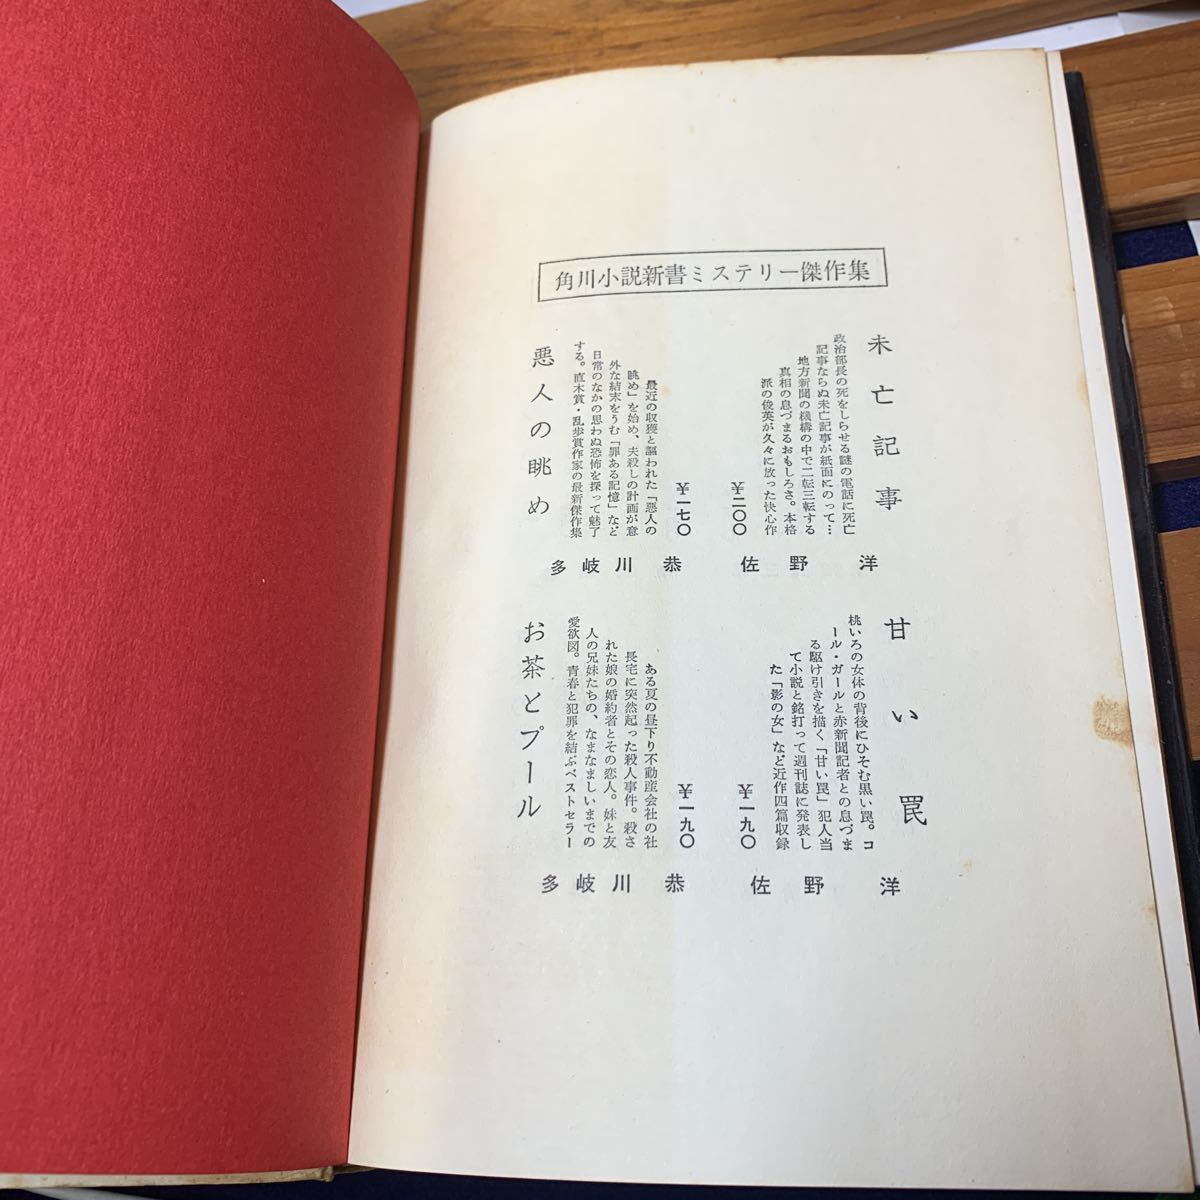 角川小説新書ミステリー傑作集
未亡記事
政治部長の死をしらせる謎の電話に死亡
記事ならぬ未亡記事が紙面にのって…
地方新聞の機構の中で二転三転する
真相の息づまるおもしろさ。本格
派の俊英が久々に放った快心作
￥二〇〇
佐野洋
悪人の眺め
最近の収獲と謳われた「悪人の
眺め」を始め、夫殺しの計画が意
外な結末をうむ「罪ある記憶」など
日常のなかの思わぬ恐怖を探って魅了
する。直木賞・乱歩賞作家の最新傑作集
￥一七〇
多岐川恭
甘い罠
桃いろの女体の背後にひそむ黒い罠。コ
ール・ガールと赤新聞記者との息づま
る駆け引きを描く「甘い罠」犯人当
て小説と銘打って週刊誌に発表し
た「影の女」など近作四篇収録
￥一九〇
佐野洋
お茶とプール
ある夏の昼下り不動産会社の社
長宅に突然起った殺人事件。殺さ
れた娘の婚約者とその恋人。妹と友
人の兄妹たちの、なまなましいまでの
愛欲図。青春と犯罪を結ぶベストセラー
￥一九〇
多岐川恭